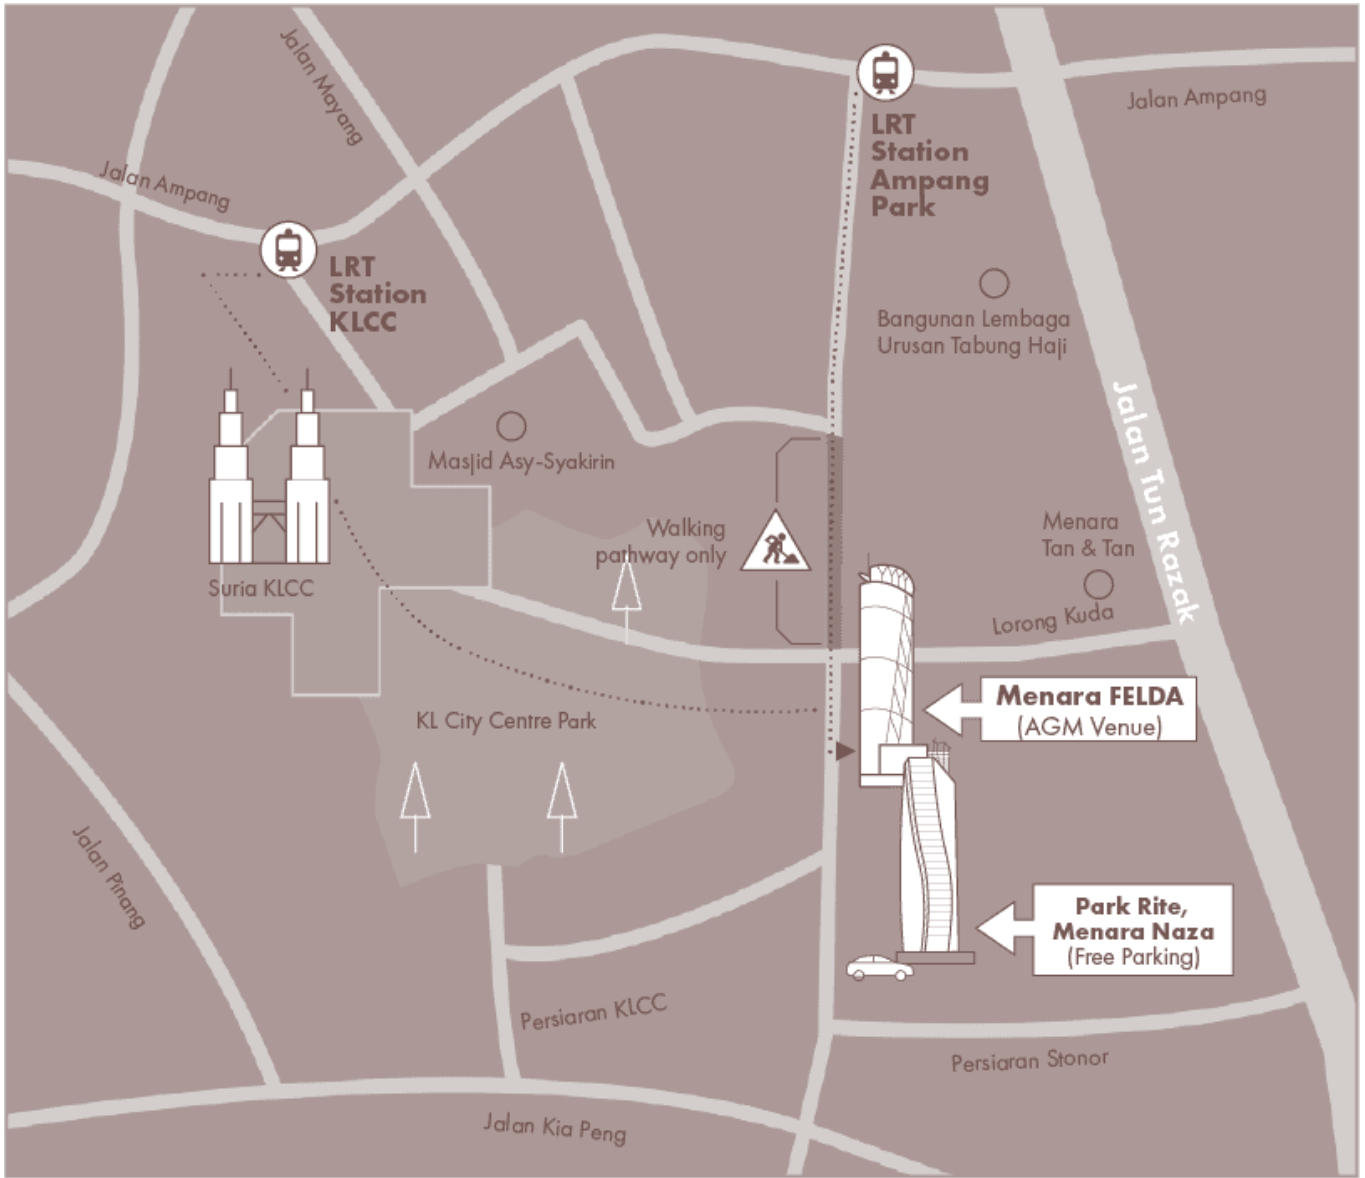 Jalan Mayang
Jalan Ampang
LRT
Station
Ampang
Park
Jalan Ampang
LRT
Station
KLCC
Bangunan Lembaga
Urusan Tabung Haji
Jalan Tun Razak
Masjid Asy-Syakirin
Walking
pathway only
Menara
Tan & Tan
Suria KLCC
Lorong Kuda
Menara FELDA
(AGM Venue)
KL City Centre Park
Jalan Pinang
Park Rite,
Menara Naza
(Free Parking)
Persiaran KLCC
Persiaran Stonor
Jalan Kia Peng